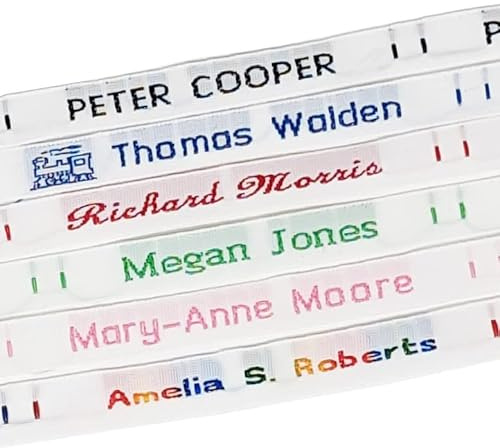 PETER COOPER P
Thomas Walden
Richard Morris
Megan Jones
Mary-Anne Moore
Amelia S. Roberts